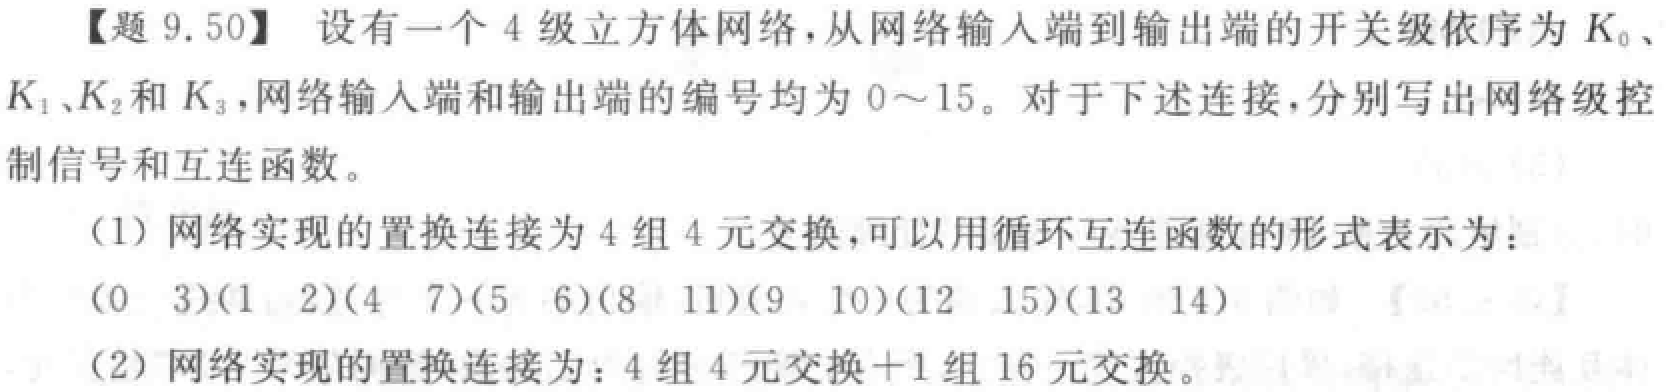 【题 9.50】 设有一个 4 级立方体网络,从网络输入端到输出端的开关级依序为 K₀、
K₁、K₂和 K₃,网络输入端和输出端的编号均为 0～15。对于下述连接,分别写出网络级控
制信号和互连函数。
(1) 网络实现的置换连接为 4 组 4 元交换,可以用循环互连函数的形式表示为:
(0 3)(1 2)(4 7)(5 6)(8 11)(9 10)(12 15)(13 14)
(2) 网络实现的置换连接为:4 组 4 元交换+1 组 16 元交换。